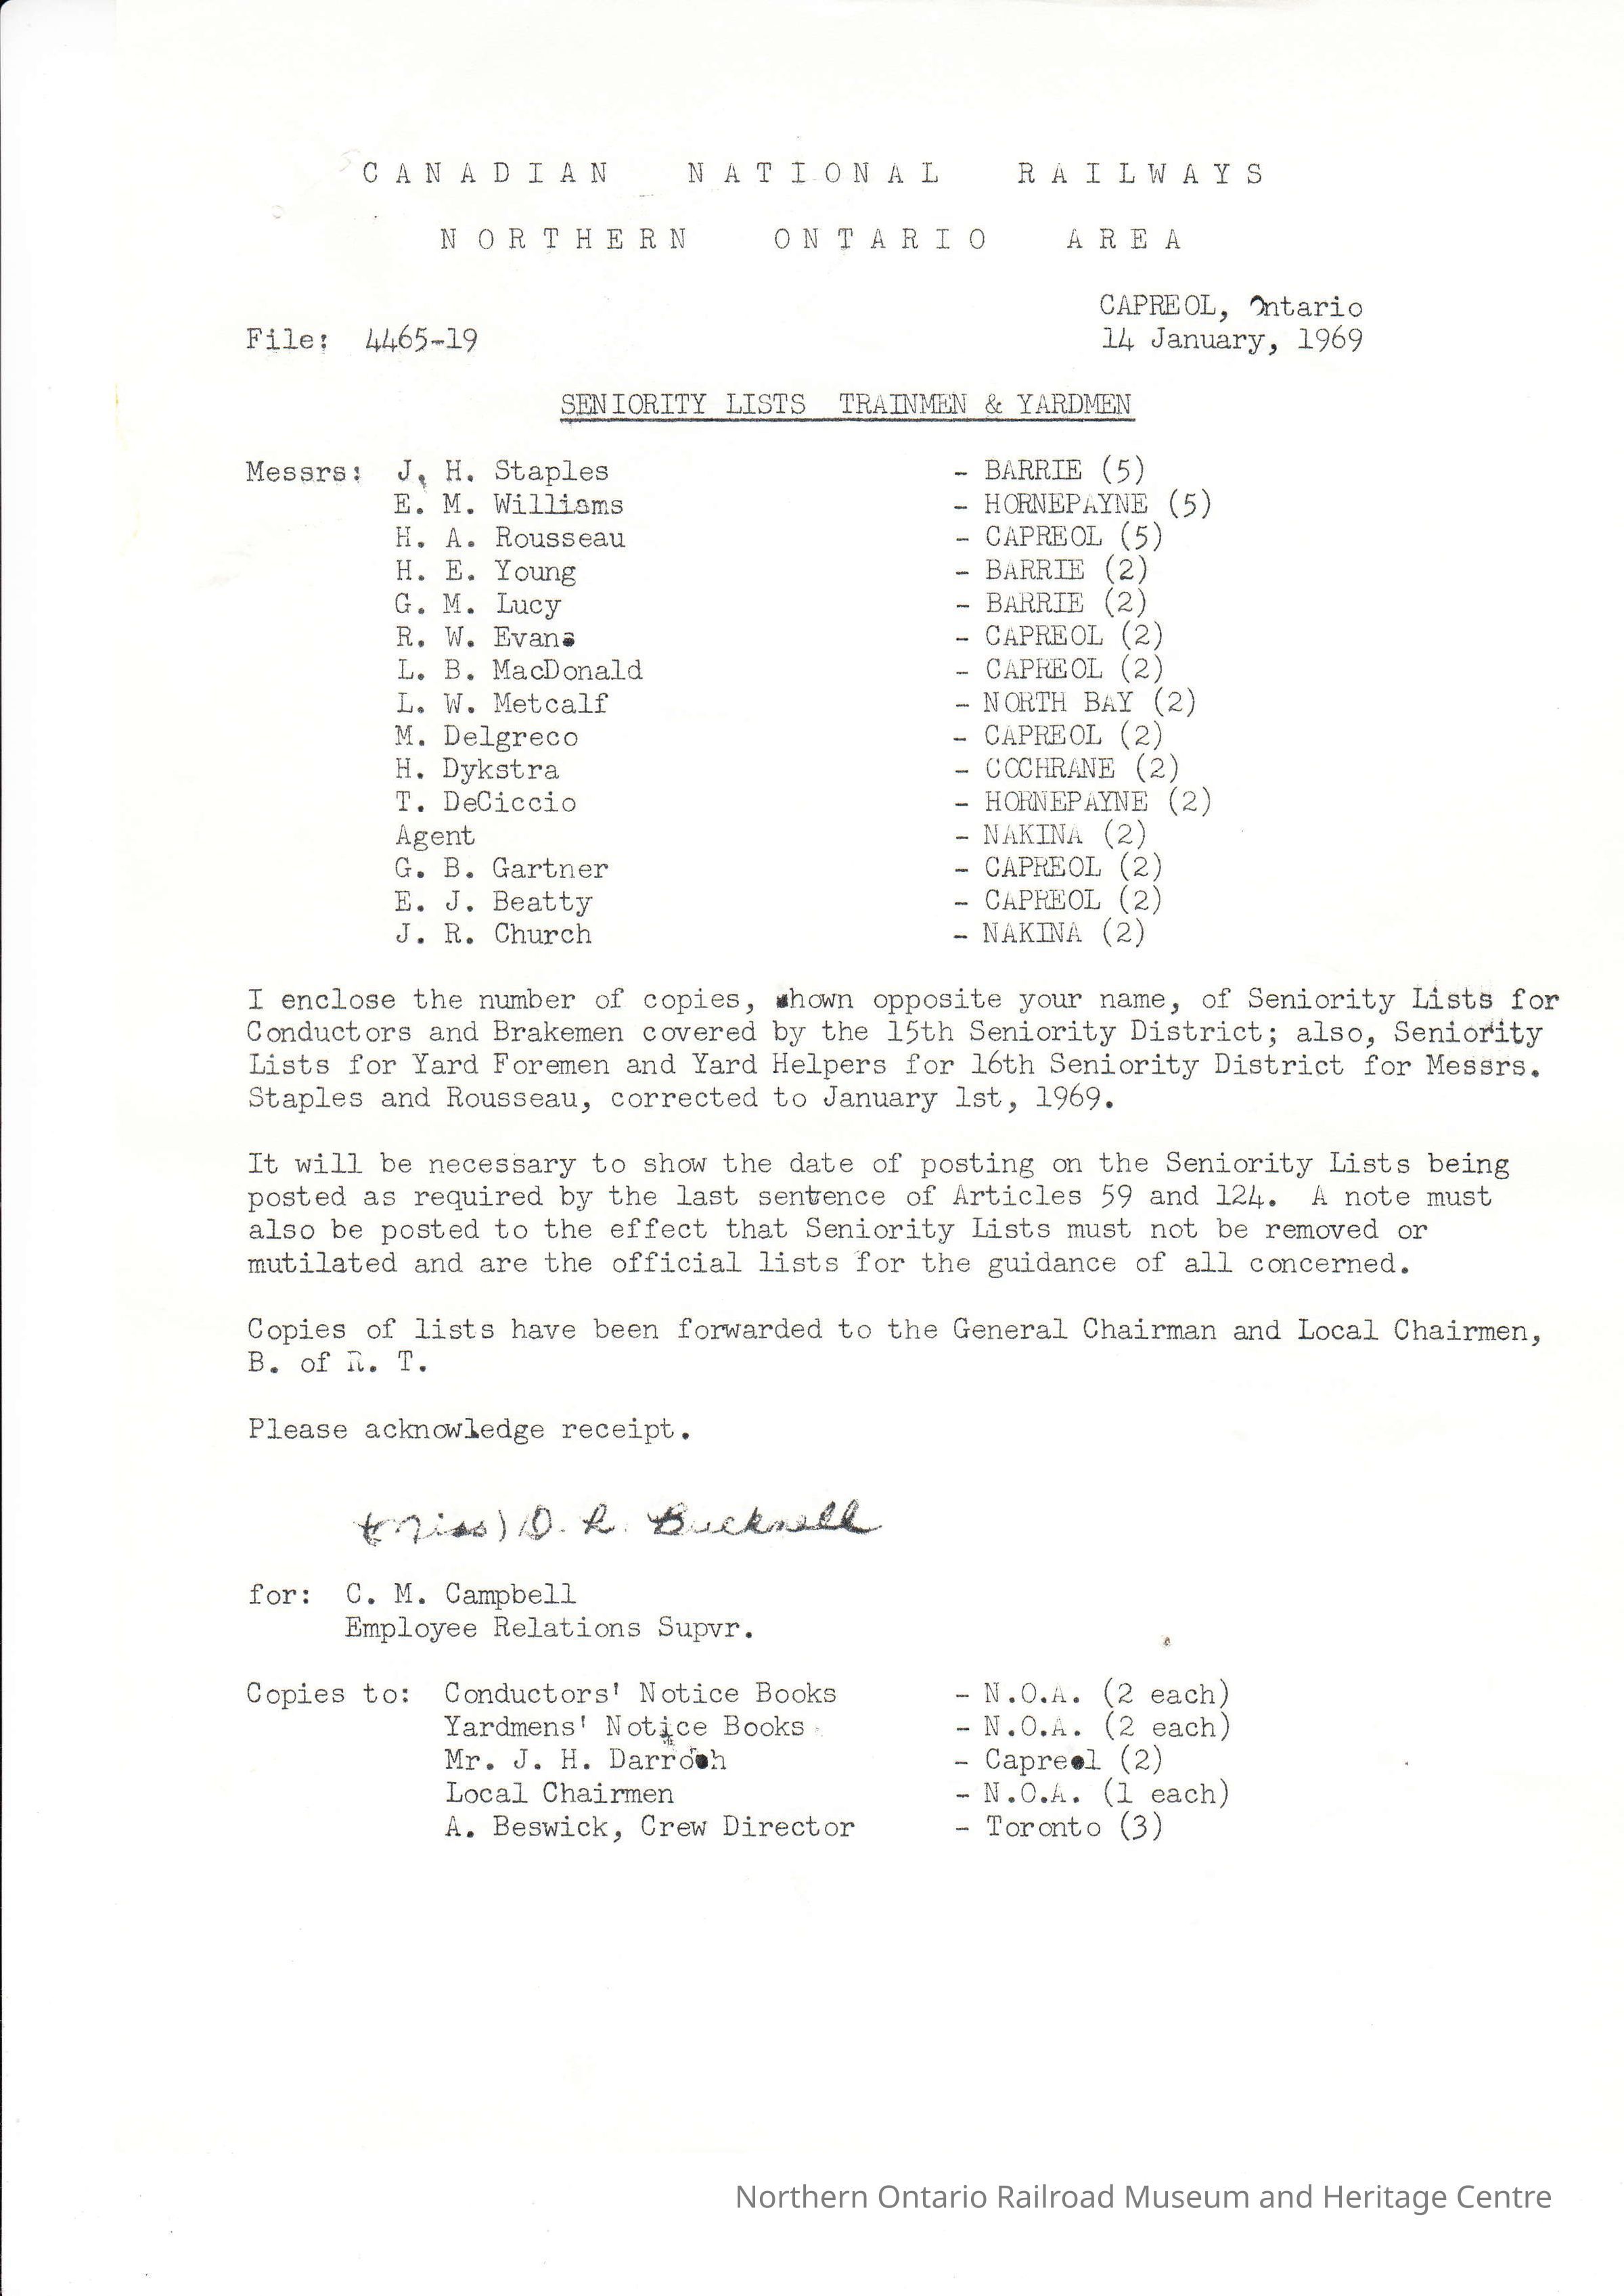 CANADIAN NATIONAL RAILWAYS
NORTHERN ONTARIO AREA
CAPREOL, Ontario
File: 4465-19 14 January, 1969
SENIORITY LISTS TRAINMEN & YARDMEN
Messrs: J. H. Staples - BARRIE (5)
E. M. Williams - HORNEPAYNE (5)
H. A. Rousseau - CAPREOL (5)
H. E. Young - BARRIE (2)
G. M. Lucy - BARRIE (2)
R. W. Evans - CAPREOL (2)
L. B. MacDonald - CAPREOL (2)
L. W. Metcalf - NORTH BAY (2)
M. Delgreco - CAPREOL (2)
H. Dykstra - COCHRANE (2)
T. DeCiccio - HORNEPAYNE (2)
Agent - NAKINA (2)
G. B. Gartner - CAPREOL (2)
E. J. Beatty - CAPREOL (2)
J. R. Church - NAKINA (2)
I enclose the number of copies, shown opposite your name, of Seniority Lists for
Conductors and Brakemen covered by the 15th Seniority District; also, Seniority
Lists for Yard Foremen and Yard Helpers for 16th Seniority District for Messrs.
Staples and Rousseau, corrected to January 1st, 1969.
It will be necessary to show the date of posting on the Seniority Lists being
posted as required by the last sentence of Articles 59 and 124. A note must
also be posted to the effect that Seniority Lists must not be removed or
mutilated and are the official lists for the guidance of all concerned.
Copies of lists have been forwarded to the General Chairman and Local Chairmen,
B. of R. T.
Please acknowledge receipt.
(Miss) D. R. Bucknell
for: C. M. Campbell
Employee Relations Supvr.
Copies to: Conductors' Notice Books - N.O.A. (2 each)
Yardmens' Notice Books - N.O.A. (2 each)
Mr. J. H. Darroch - Capreol (2)
Local Chairmen - N.O.A. (1 each)
A. Beswick, Crew Director - Toronto (3)
Northern Ontario Railroad Museum and Heritage Centre